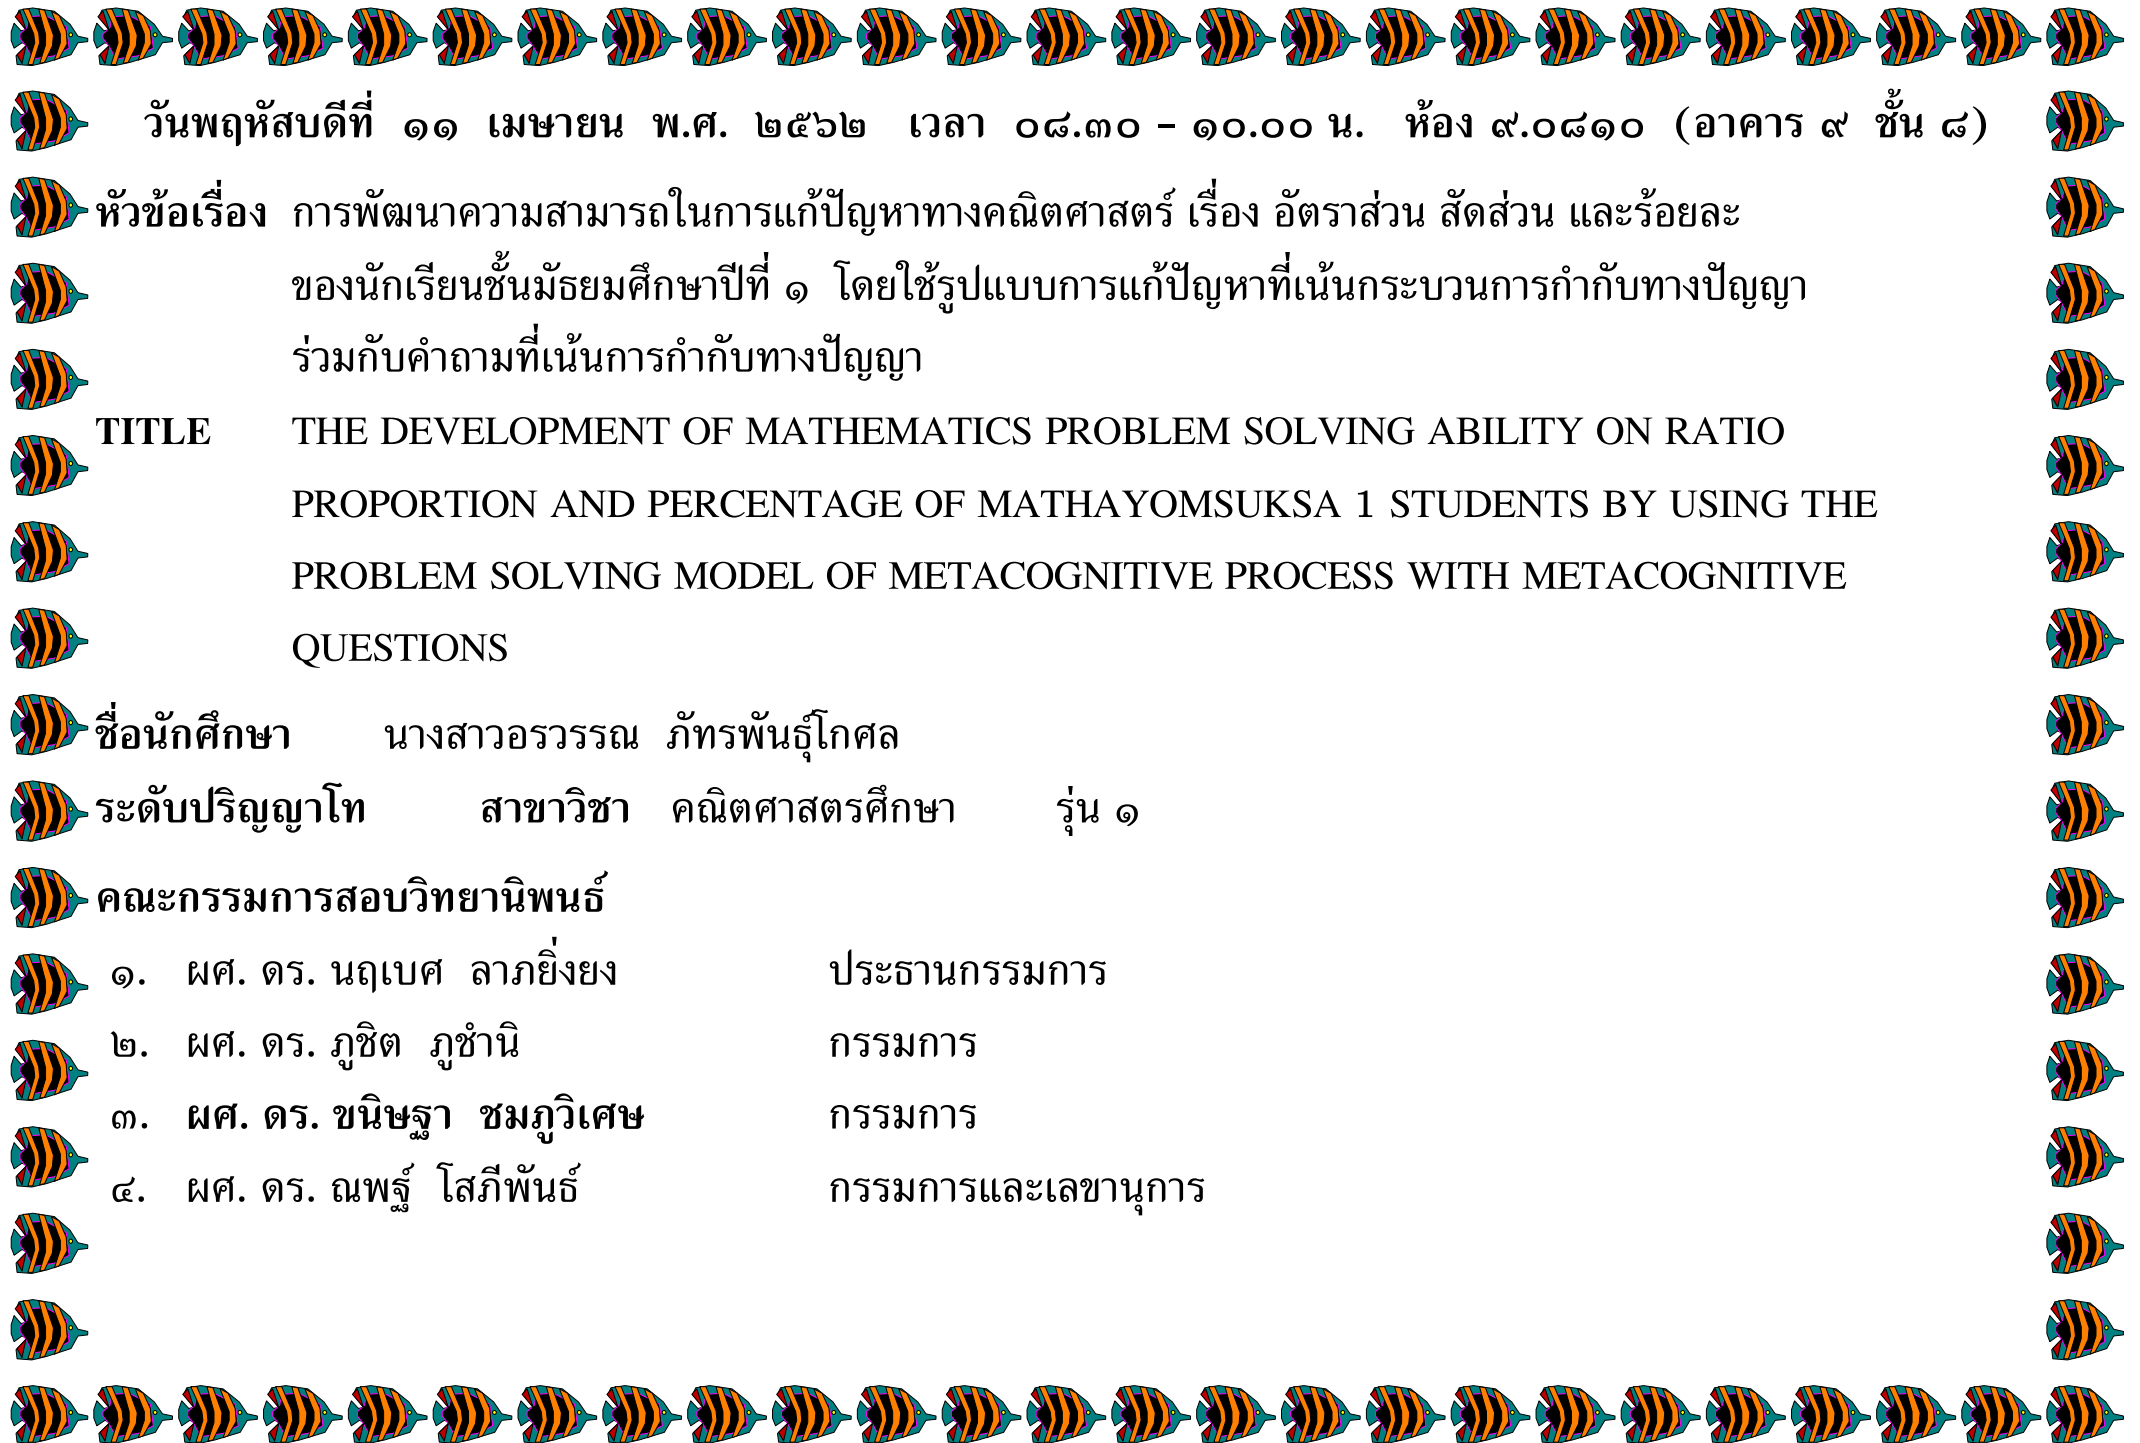 วันพฤหัสบดีที่ ๑๑ เมษายน พ.ศ. ๒๕๖๒ เวลา ๐๘.๓๐ – ๑๐.๐๐ น. ห้อง ๙.๐๘๑๐ (อาคาร ๙ ชั้น ๘)
หัวข้อเรื่อง การพัฒนาความสามารถในการแก้ปัญหาทางคณิตศาสตร์ เรื่อง อัตราส่วน สัดส่วน และร้อยละ
ของนักเรียนชั้นมัธยมศึกษาปีที่ ๑ โดยใช้รูปแบบการแก้ปัญหาที่เน้นกระบวนการกำกับทางปัญญา
ร่วมกับคำถามที่เน้นการกำกับทางปัญญา
TITLE THE DEVELOPMENT OF MATHEMATICS PROBLEM SOLVING ABILITY ON RATIO
PROPORTION AND PERCENTAGE OF MATHAYOMSUKSA 1 STUDENTS BY USING THE
PROBLEM SOLVING MODEL OF METACOGNITIVE PROCESS WITH METACOGNITIVE
QUESTIONS
ชื่อนักศึกษา นางสาวอรวรรณ ภัทรพันธุ์โกศล
ระดับปริญญาโท สาขาวิชา คณิตศาสตรศึกษา รุ่น ๑
คณะกรรมการสอบวิทยานิพนธ์
๑. ผศ. ดร. นฤเบศ ลาภยิ่งยง ประธานกรรมการ
๒. ผศ. ดร. ภูชิต ภูชำนิ กรรมการ
๓. ผศ. ดร. ขนิษฐา ชมภูวิเศษ กรรมการ
๔. ผศ. ดร. ณพฐ์ โสภีพันธ์ กรรมการและเลขานุการ